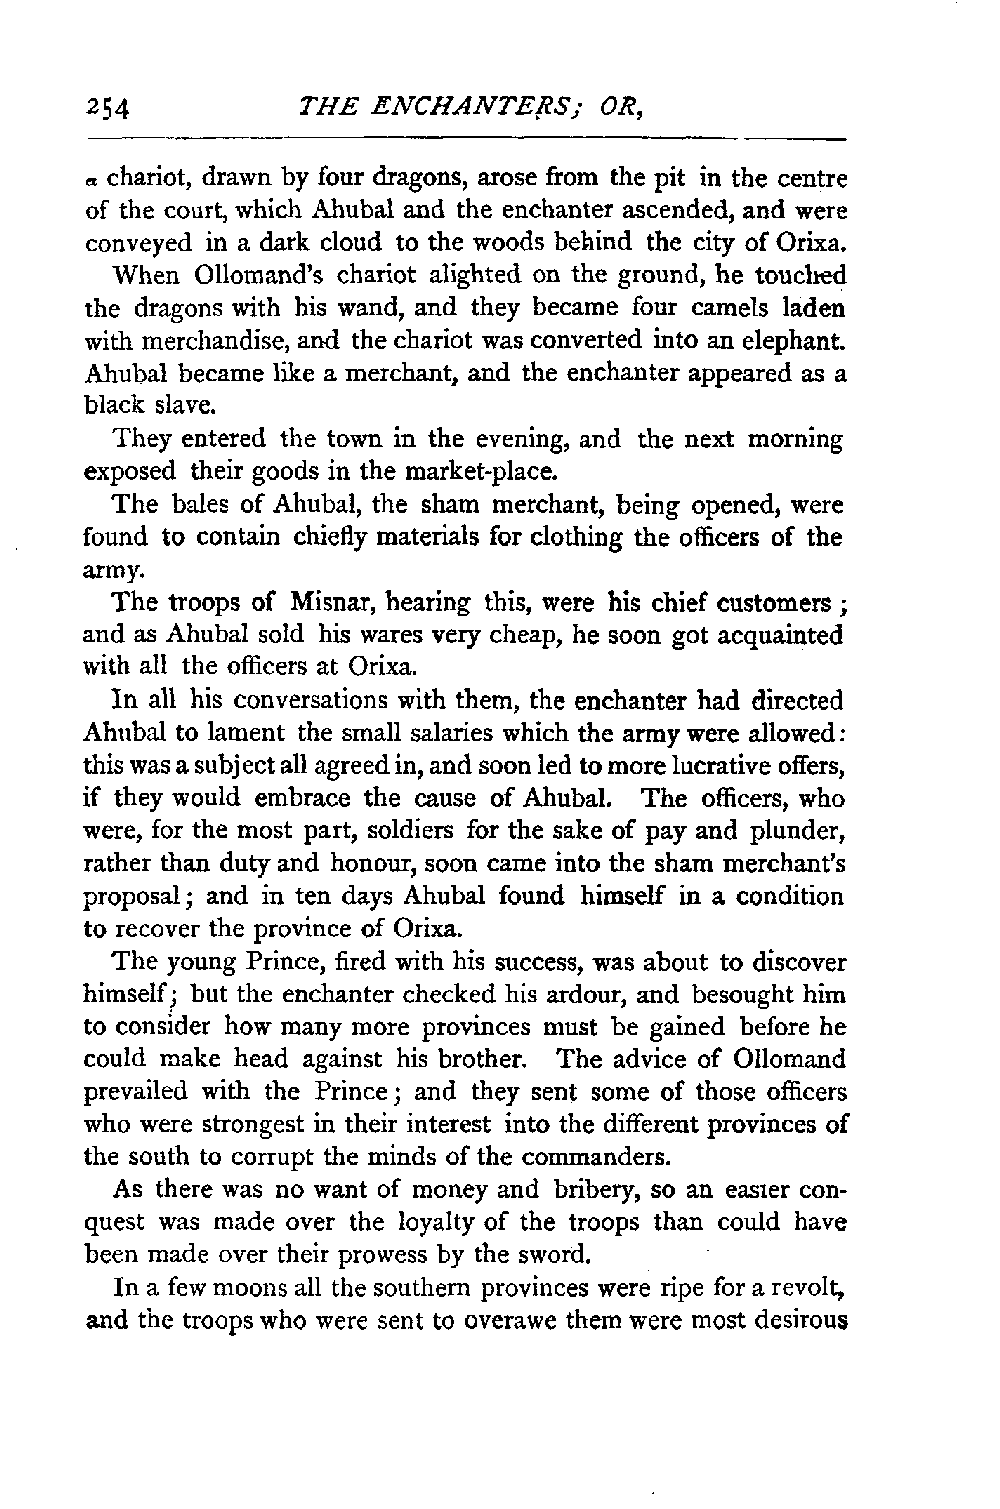 254 THE ENCHANTERS; OR,
a chariot, drawn by four dragons, arose from the pit in the centre
of the court, which Ahubal and the enchanter ascended, and were
conveyed in a dark cloud to the woods behind the city of Orixa.
When Ollomand's chariot alighted on the ground, he touched
the dragons with his wand, and they became four camels laden
with merchandise, and the chariot was converted into an elephant.
Ahubal became like a merchant, and the enchanter appeared as a
black slave.
They entered the town in the evening, and the next morning
exposed their goods in the market-place.
The bales of Ahubal, the sham merchant, being opened, were
found to contain chiefly materials for clothing the officers of the
army.
The troops of Misnar, hearing this, were his chief customers;
and as Ahubal sold his wares very cheap, he soon got acquainted
with all the officers at Orixa.
In all his conversations with them, the enchanter had directed
Ahubal to lament the small salaries which the army were allowed:
this was a subject all agreed in, and soon led to more lucrative offers,
if they would embrace the cause of Ahubal. The officers, who
were, for the most part, soldiers for the sake of pay and plunder,
rather than duty and honour, soon came into the sham merchant's
proposal; and in ten days Ahubal found himself in a condition
to recover the province of Orixa.
The young Prince, fired with his success, was about to discover
himself; but the enchanter checked his ardour, and besought him
to consider how many more provinces must be gained before he
could make head against his brother. The advice of Ollomand
prevailed with the Prince; and they sent some of those officers
who were strongest in their interest into the different provinces of
the south to corrupt the minds of the commanders.
As there was no want of money and bribery, so an easier con-
quest was made over the loyalty of the troops than could have
been made over their prowess by the sword.
In a few moons all the southern provinces were ripe for a revolt,
and the troops who were sent to overawe them were most desirous